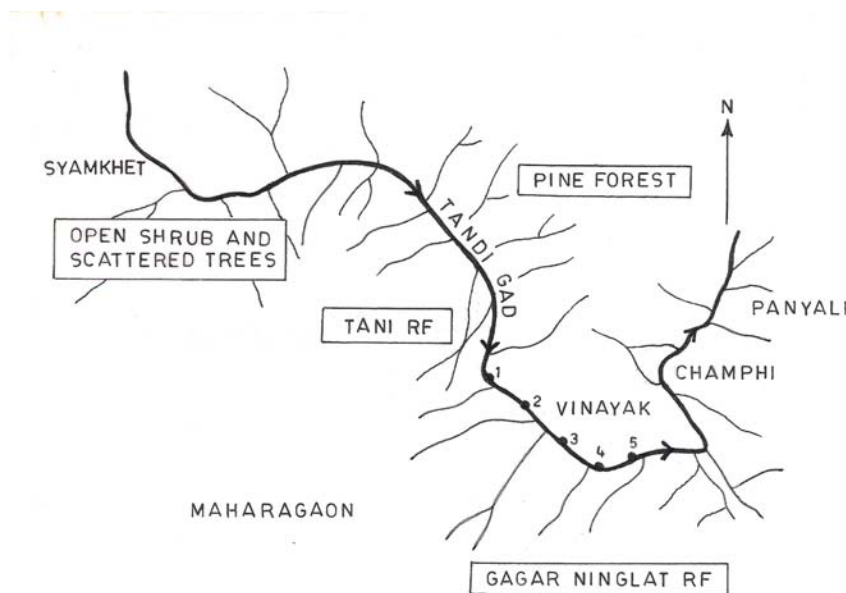 N
SYAMKHET
PINE FOREST
OPEN SHRUB AND
SCATTERED TREES
TANDI GAD
TANI RF
PANYALI
CHAMPHI
1
2
VINAYAK
3
4
5
MAHARAGAON
GAGAR NINGLAT RF